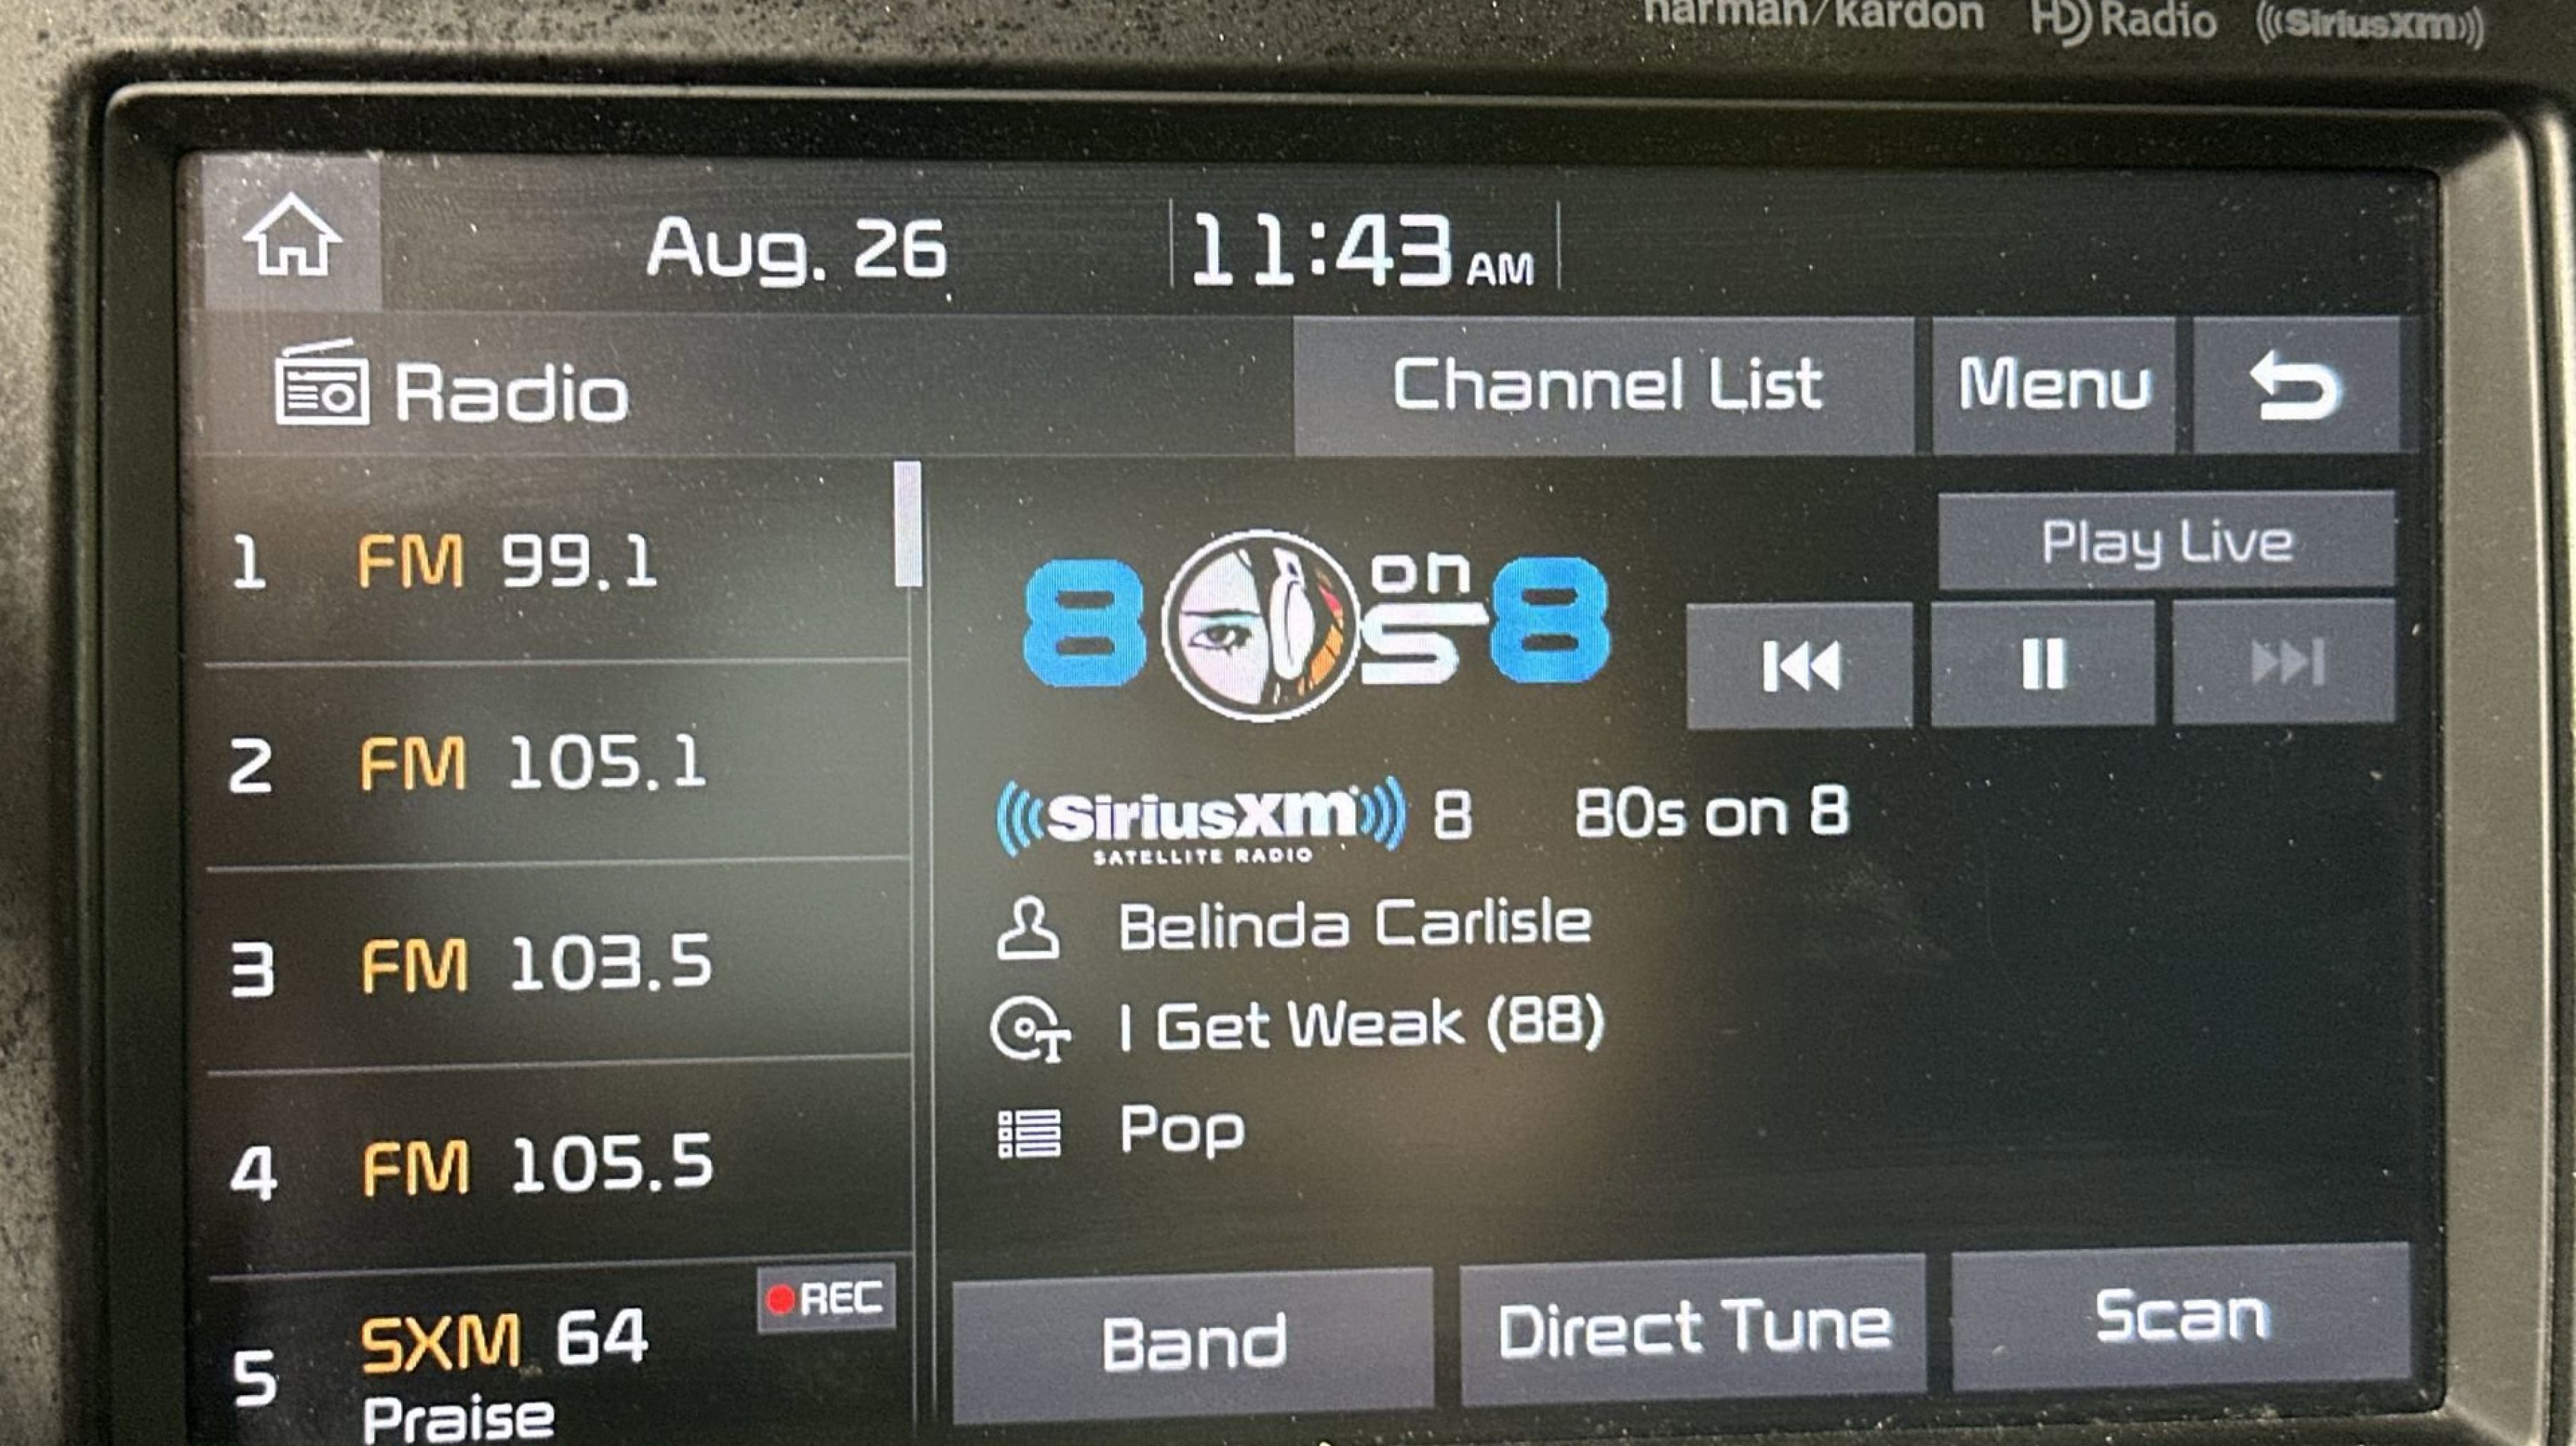 harman/kardon HD Radio ((SiriusXM))
Aug. 26 11:43 AM
Radio Channel List Menu
1 FM 99.1
2 FM 105.1
3 FM 103.5
4 FM 105.5
5 SXM 64 REC
Praise
80s on 8
Play Live
SiriusXM 8 80s on 8
SATELLITE RADIO
Belinda Carlisle
I Get Weak (88)
Pop
Band Direct Tune Scan